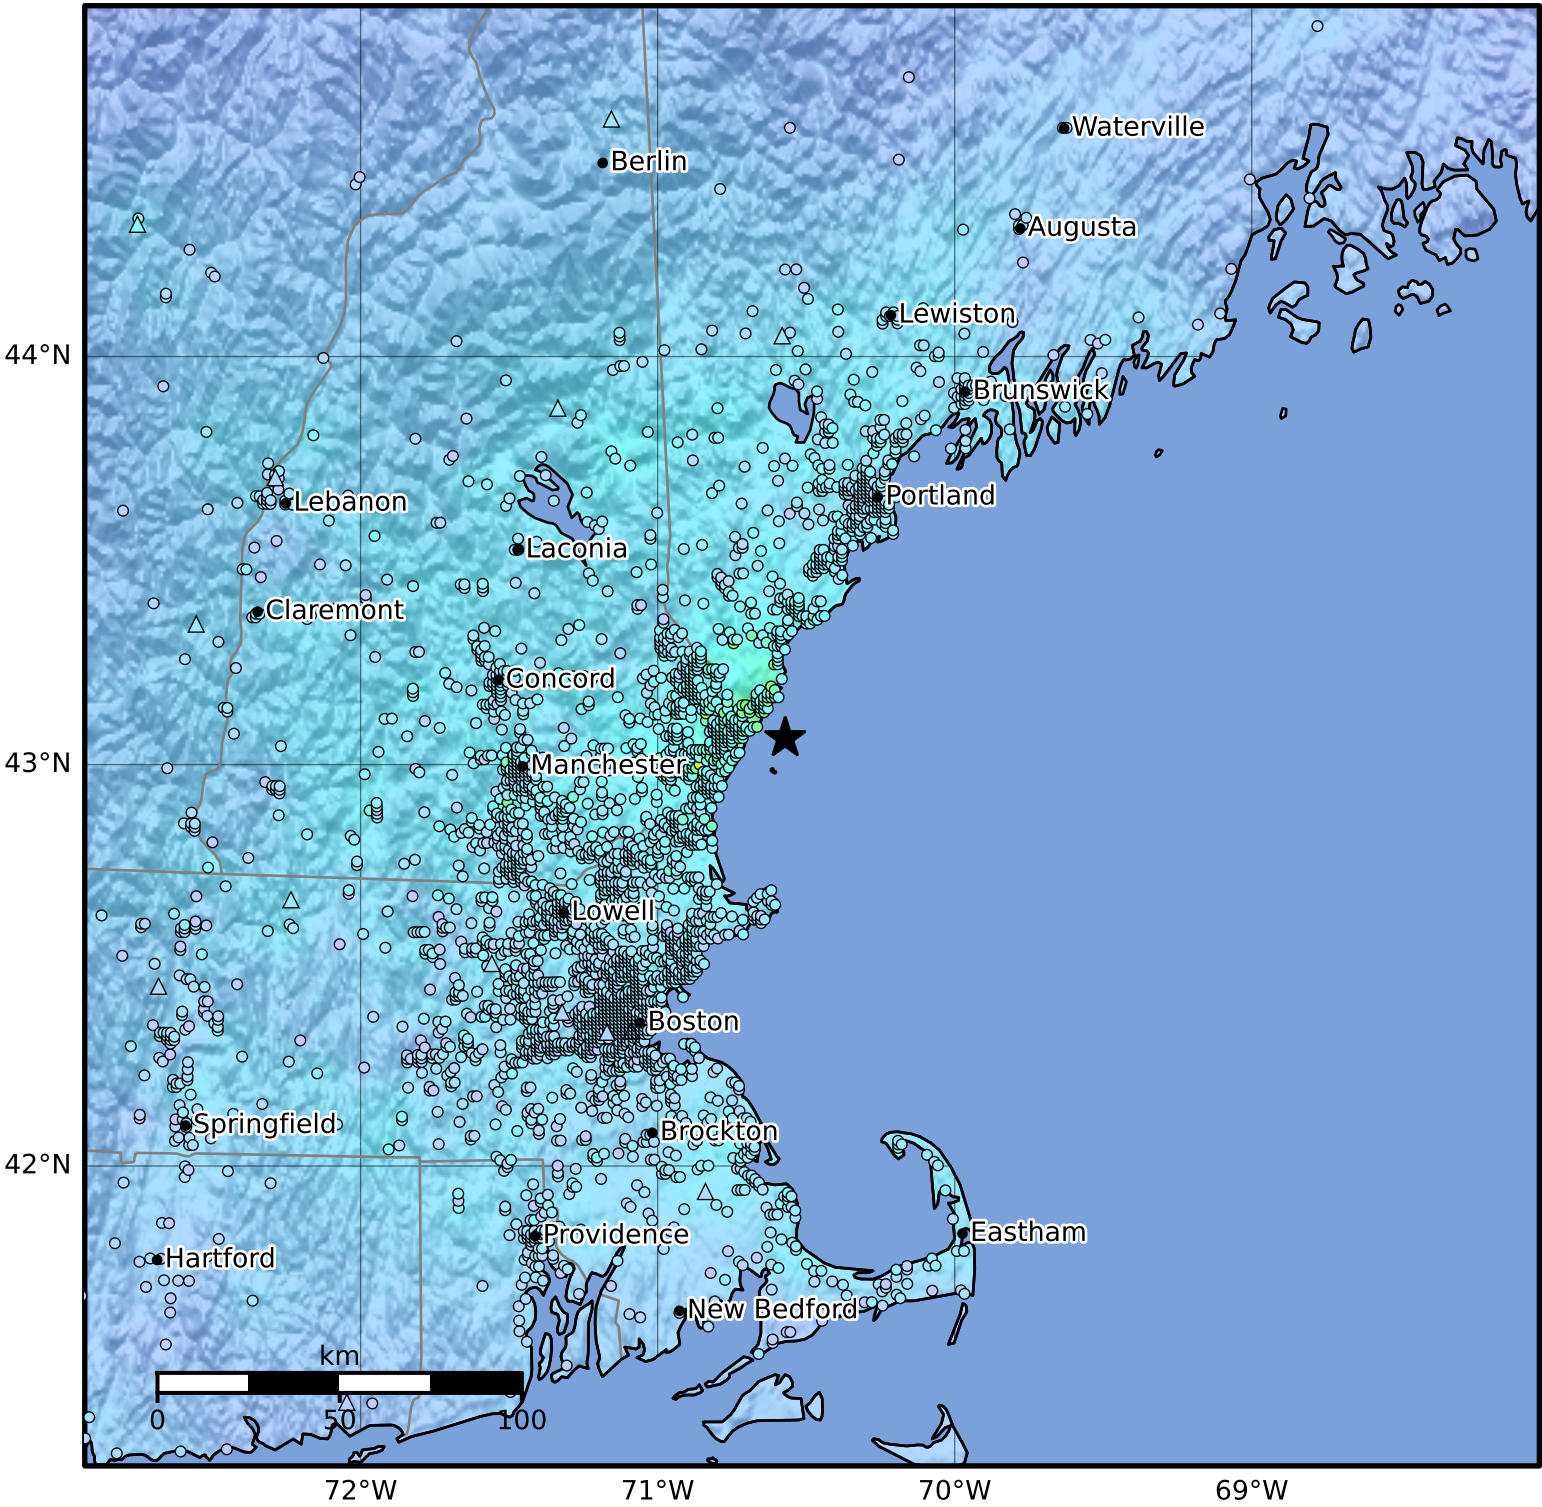 Waterville
Berlin
Augusta
Lewiston
44°N
Brunswick
Portland
Lebanon
Laconia
Claremont
Concord
43°N
Manchester
Lowell
Boston
Springfield
Brockton
42°N
Eastham
Providence
Hartford
New Bedford
km
0 50 100
72°W 71°W 70°W 69°W